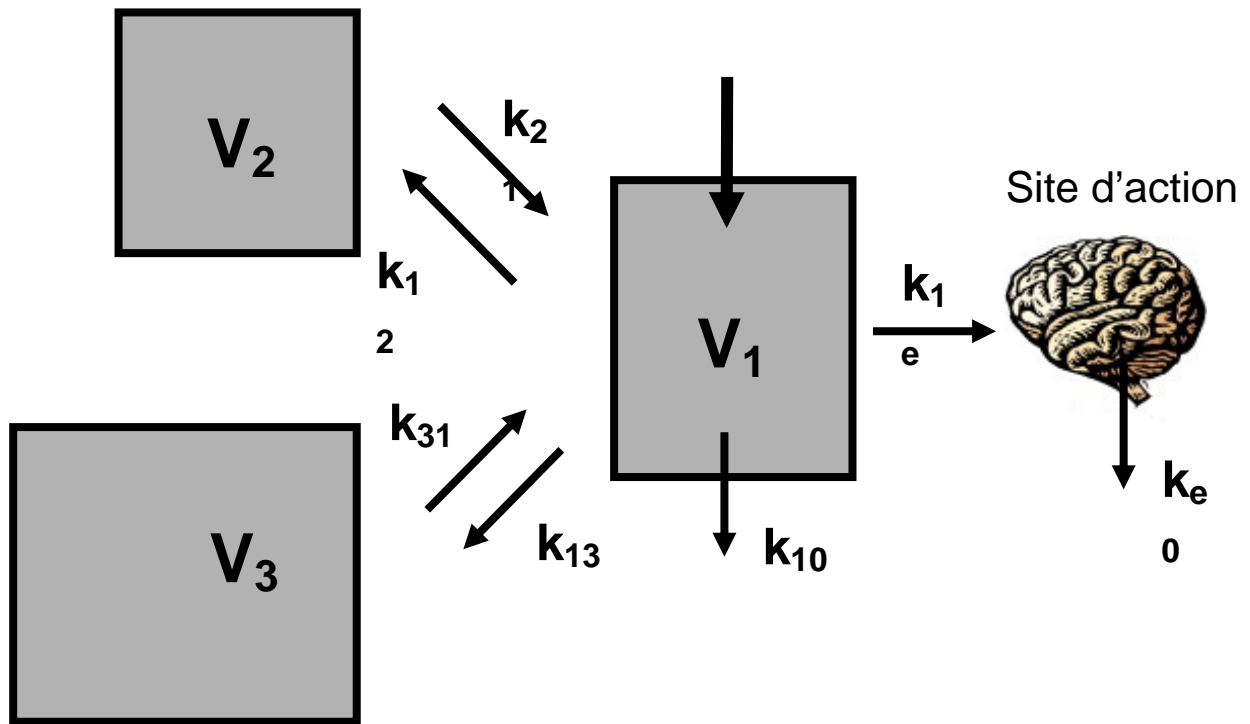 V₂
k₂
₁
k₁
₂
V₁
Site d’action
k₁
ₑ
k₃₁
V₃
k₁₃
k₁₀
kₑ
₀